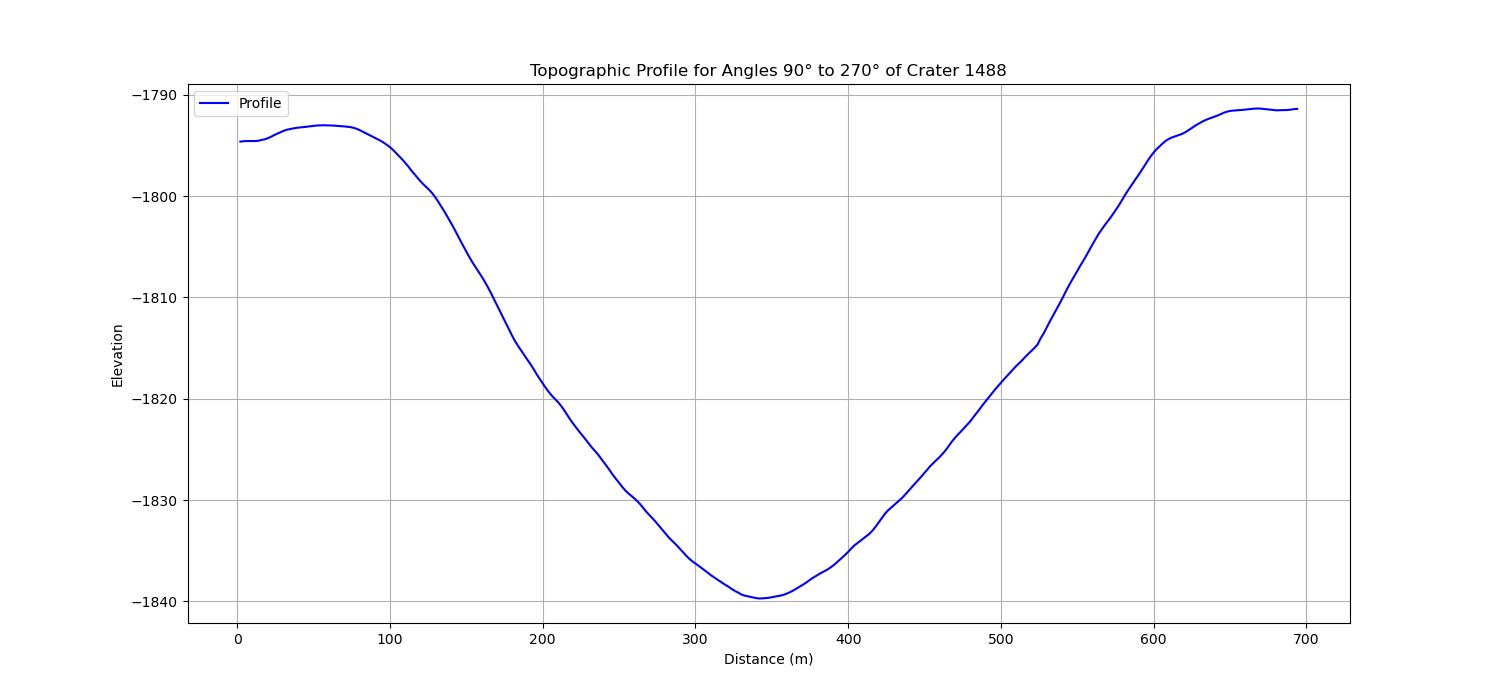 Topographic Profile for Angles 90° to 270° of Crater 1488
Profile
−1790
−1800
−1810
−1820
−1830
−1840
Elevation
0 100 200 300 400 500 600 700
Distance (m)